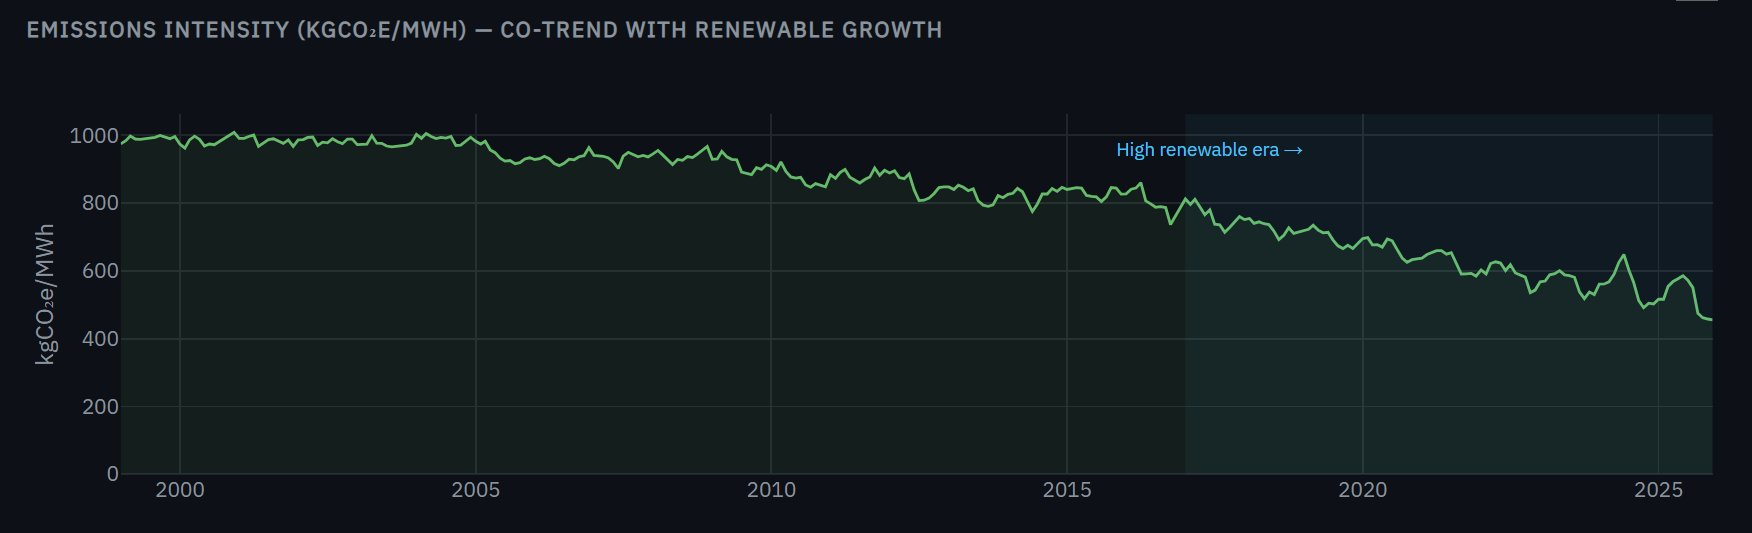 EMISSIONS INTENSITY (KGCO₂E/MWH) — CO-TREND WITH RENEWABLE GROWTH
High renewable era →
kgCO₂e/MWh
1000
800
600
400
200
0
2000 2005 2010 2015 2020 2025